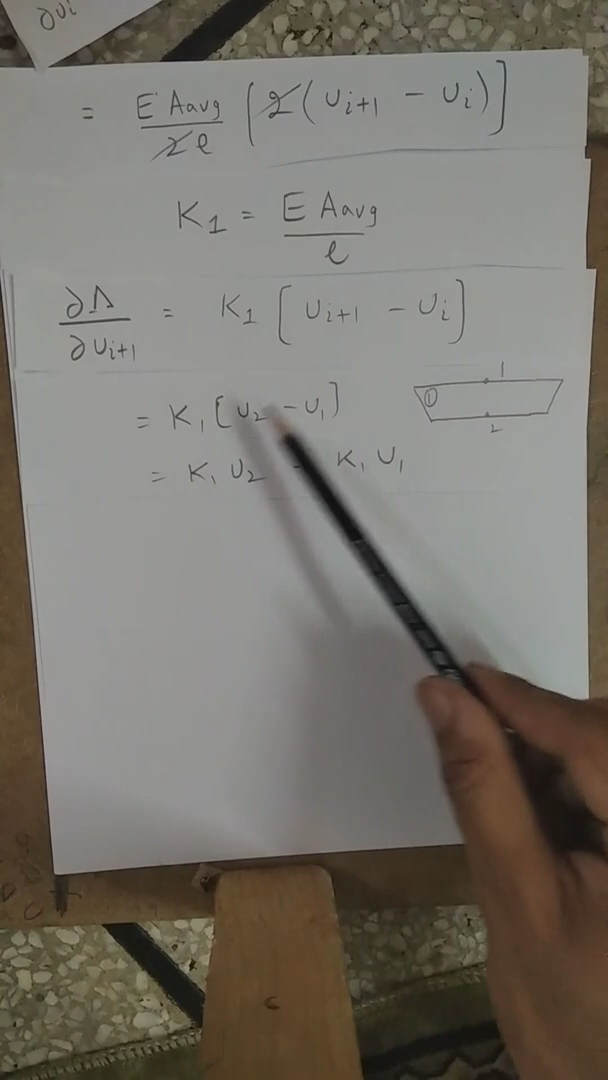 ∂Ui
= E Aavg / 2l [2(Ui+1 - Ui)]
K1 = E Aavg / l
∂Λ / ∂Ui+1 = K1 [Ui+1 - Ui]
= K1 [U2 - U1]
1
①
2
= K1 U2 - K1 U1